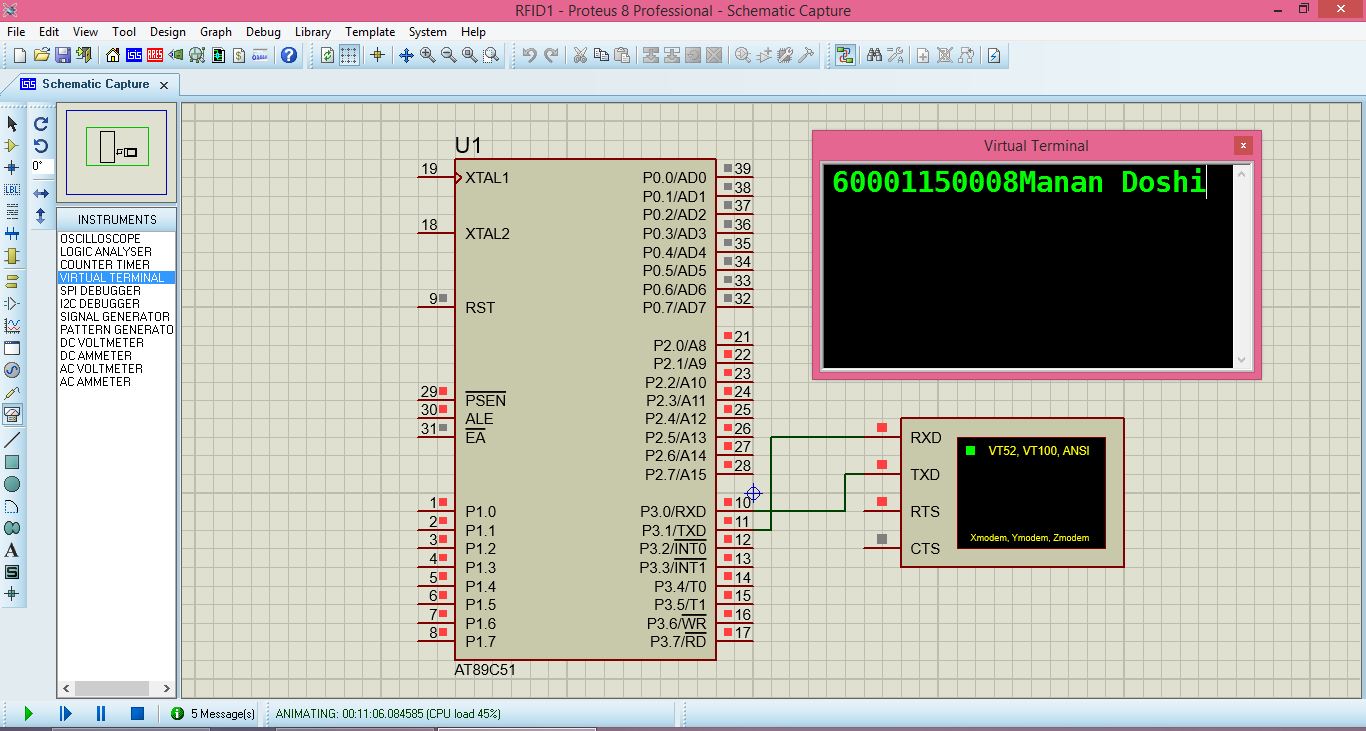 RFID1 - Proteus 8 Professional - Schematic Capture
File Edit View Tool Design Graph Debug Library Template System Help
Schematic Capture
0°
INSTRUMENTS
OSCILLOSCOPE
LOGIC ANALYSER
COUNTER TIMER
VIRTUAL TERMINAL
SPI DEBUGGER
I2C DEBUGGER
SIGNAL GENERATOR
PATTERN GENERATO
DC VOLTMETER
DC AMMETER
AC VOLTMETER
AC AMMETER
U1
19 XTAL1
18 XTAL2
9 RST
29 PSEN
30 ALE
31 EA
1 P1.0
2 P1.1
3 P1.2
4 P1.3
5 P1.4
6 P1.5
7 P1.6
8 P1.7
P0.0/AD0 39
P0.1/AD1 38
P0.2/AD2 37
P0.3/AD3 36
P0.4/AD4 35
P0.5/AD5 34
P0.6/AD6 33
P0.7/AD7 32
P2.0/A8 21
P2.1/A9 22
P2.2/A10 23
P2.3/A11 24
P2.4/A12 25
P2.5/A13 26
P2.6/A14 27
P2.7/A15 28
P3.0/RXD 10
P3.1/TXD 11
P3.2/INT0 12
P3.3/INT1 13
P3.4/T0 14
P3.5/T1 15
P3.6/WR 16
P3.7/RD 17
AT89C51
Virtual Terminal
60001150008Manan Doshi
RXD
TXD
RTS
CTS
VT52, VT100, ANSI
Xmodem, Ymodem, Zmodem
5 Message(s)
ANIMATING: 00:11:06.084585 (CPU load 45%)